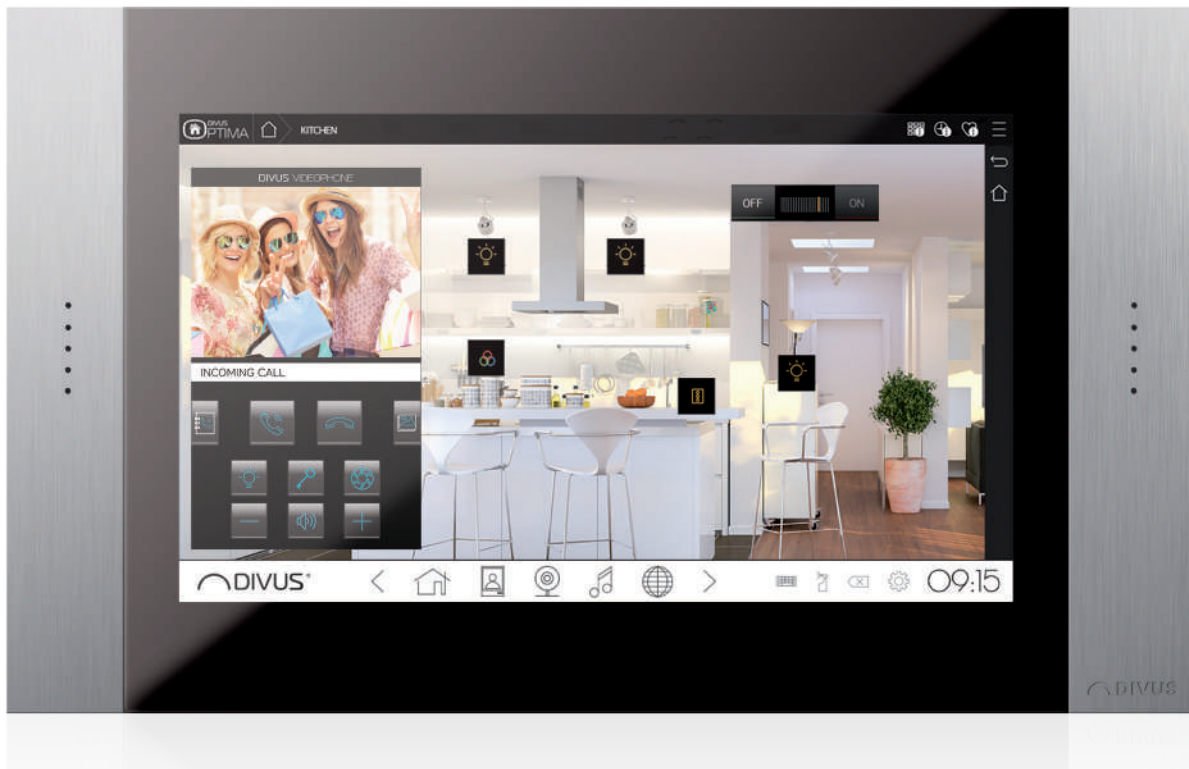 DIVUS
OPTIMA
KITCHEN
DIVUS VIDEOPHONE
OFF
ON
INCOMING CALL
DIVUS®
09:15
DIVUS